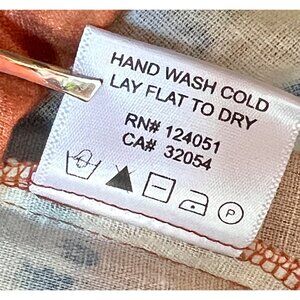 HAND WASH COLD
LAY FLAT TO DRY
RN# 124051
CA# 32054
P